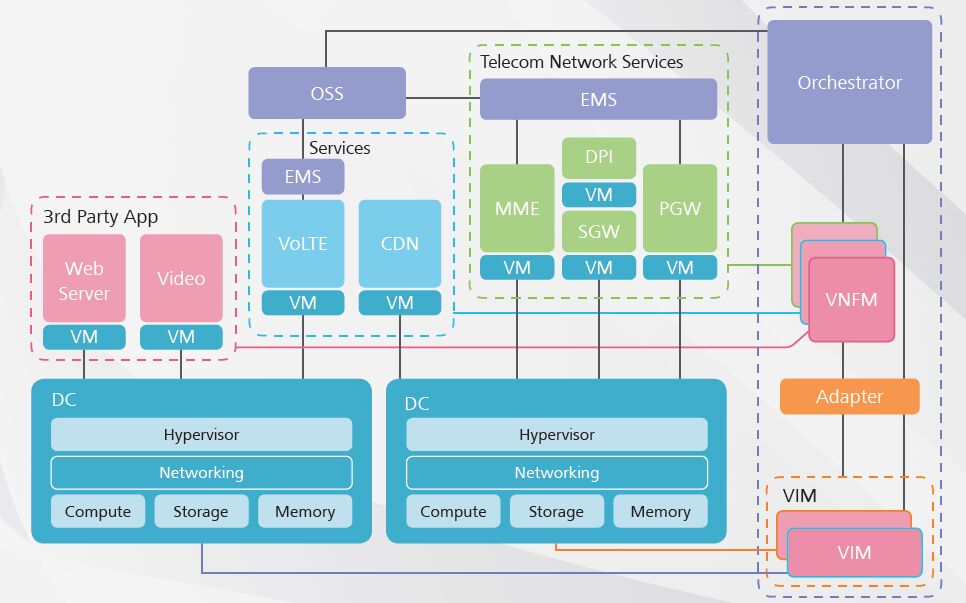 Telecom Network Services
Orchestrator
OSS
EMS
Services
DPI
EMS
VM
MME
PGW
3rd Party App
SGW
VoLTE
CDN
Web
Server
Video
VM
VM
VM
VM
VM
VNFM
VM
VM
Adapter
DC
DC
Hypervisor
Hypervisor
Networking
Networking
Compute
Storage
Memory
Compute
Storage
Memory
VIM
VIM